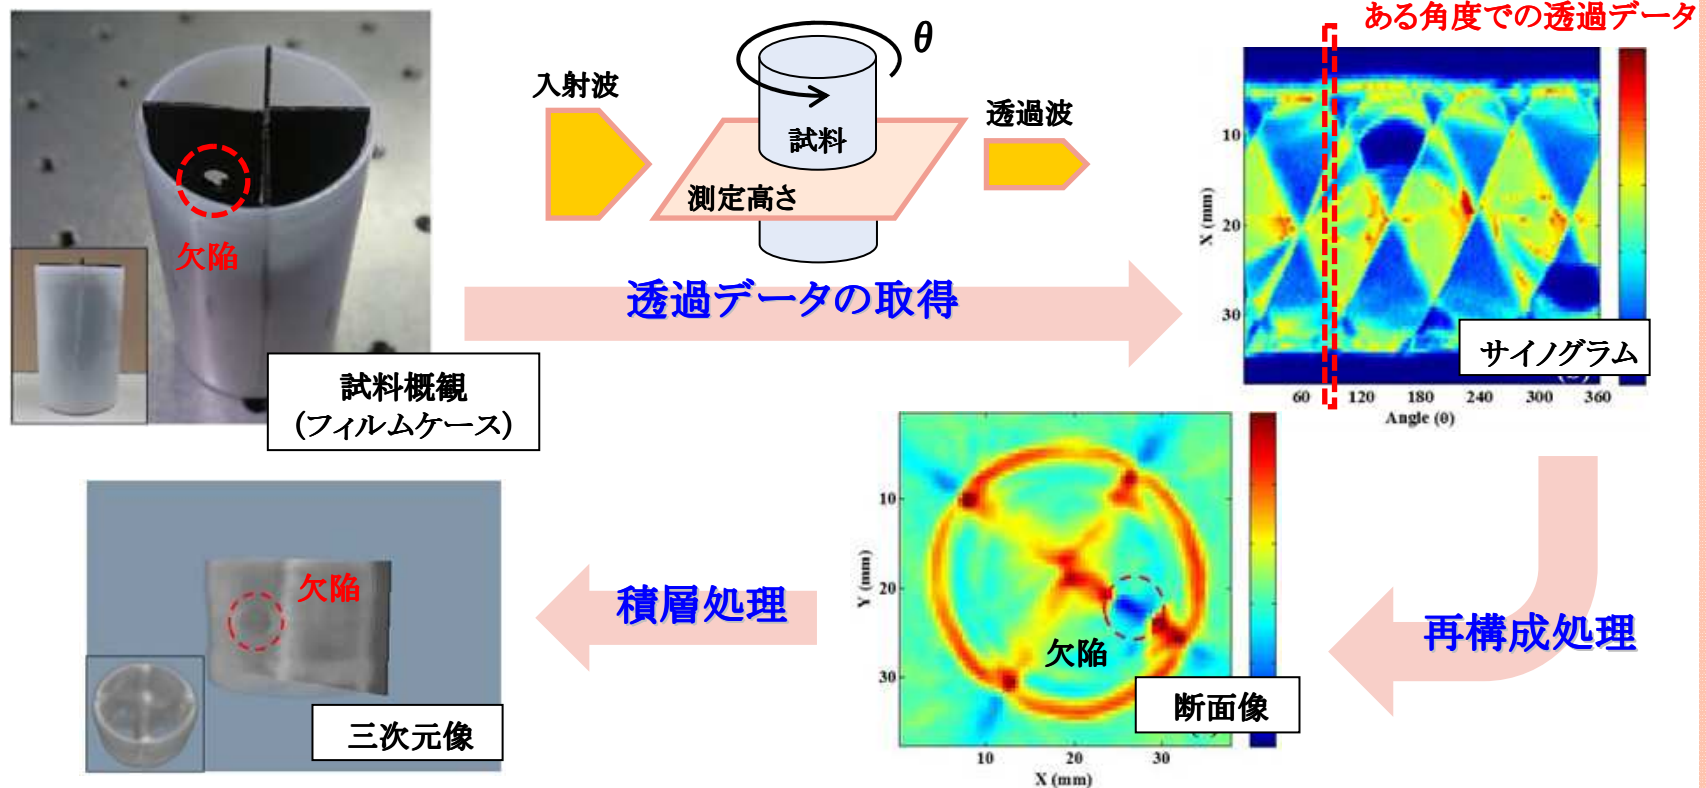 ある角度での透過データ
θ
入射波
試料
透過波
測定高さ
欠陥
透過データの取得
試料概観
(フィルムケース)
10
20
30
X (mm)
60
120
180
240
300
360
Angle (θ)
サイノグラム
再構成処理
10
20
30
Y (mm)
10
20
30
X (mm)
欠陥
断面像
積層処理
欠陥
三次元像